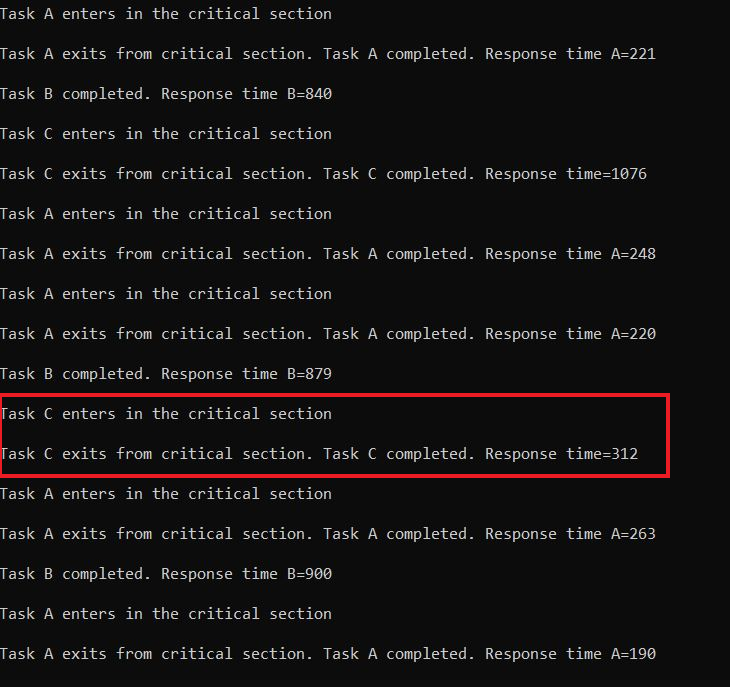 Task A enters in the critical section
Task A exits from critical section. Task A completed. Response time A=221
Task B completed. Response time B=840
Task C enters in the critical section
Task C exits from critical section. Task C completed. Response time=1076
Task A enters in the critical section
Task A exits from critical section. Task A completed. Response time A=248
Task A enters in the critical section
Task A exits from critical section. Task A completed. Response time A=220
Task B completed. Response time B=879
Task C enters in the critical section
Task C exits from critical section. Task C completed. Response time=312
Task A enters in the critical section
Task A exits from critical section. Task A completed. Response time A=263
Task B completed. Response time B=900
Task A enters in the critical section
Task A exits from critical section. Task A completed. Response time A=190